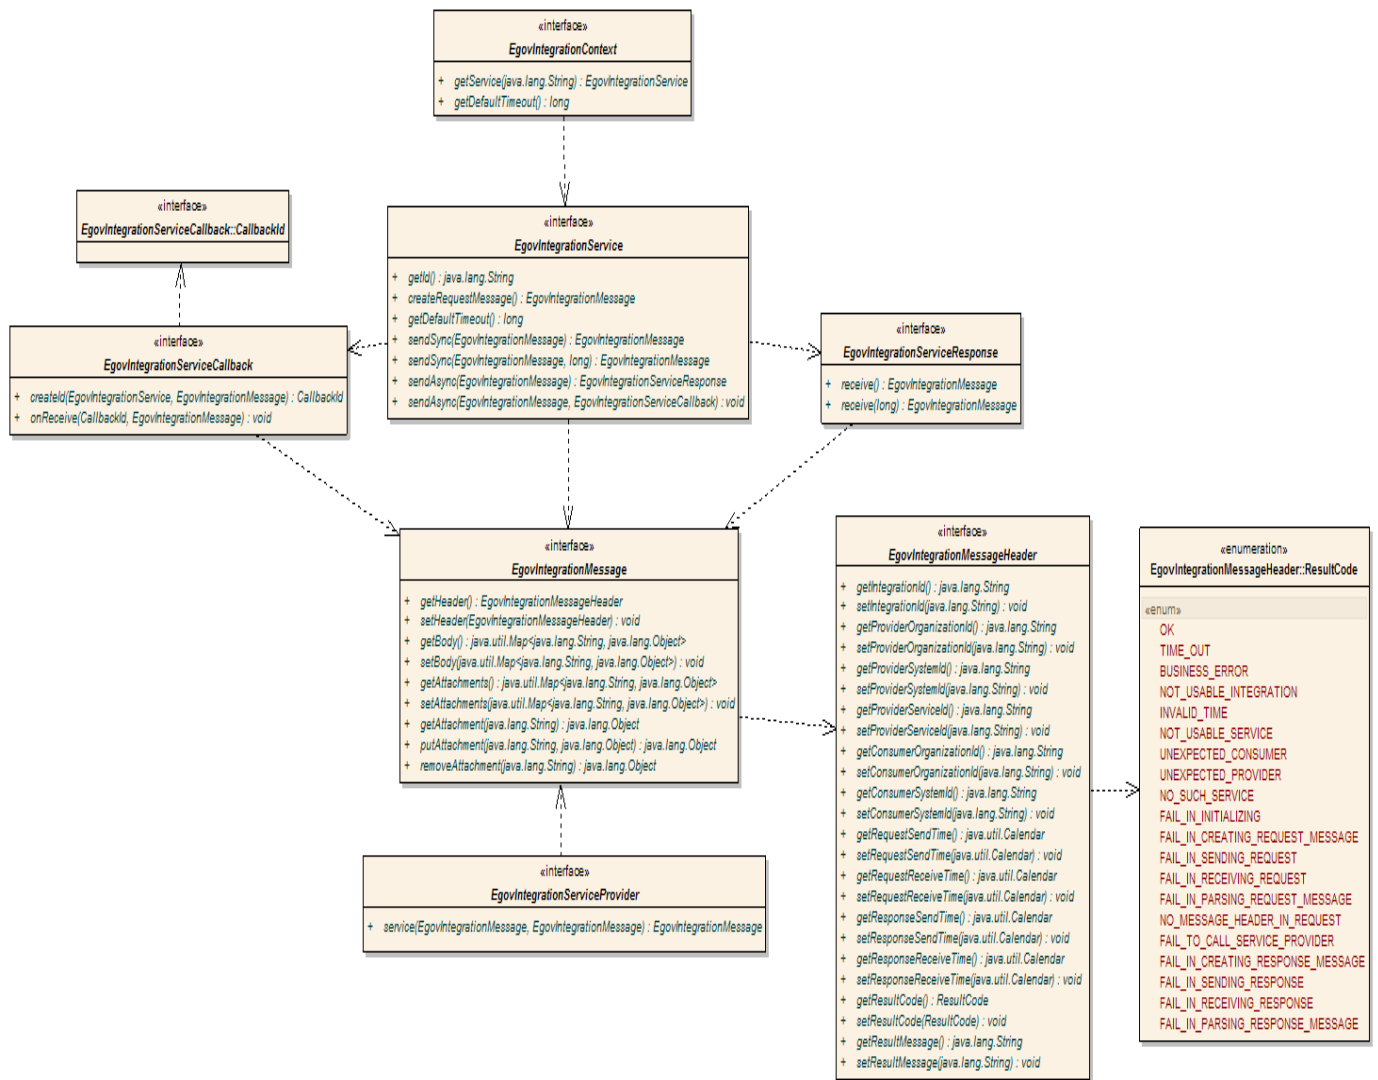 «interface»
EgovIntegrationContext
+ getService(java.lang.String) : EgovIntegrationService
+ getDefaultTimeout() : long
«interface»
EgovIntegrationServiceCallback::CallbackId
«interface»
EgovIntegrationService
+ getId() : java.lang.String
+ createRequestMessage() : EgovIntegrationMessage
+ getDefaultTimeout() : long
+ sendSync(EgovIntegrationMessage) : EgovIntegrationMessage
+ sendSync(EgovIntegrationMessage, long) : EgovIntegrationMessage
+ sendAsync(EgovIntegrationMessage) : EgovIntegrationServiceResponse
+ sendAsync(EgovIntegrationMessage, EgovIntegrationServiceCallback) : void
«interface»
EgovIntegrationServiceCallback
+ createId(EgovIntegrationService, EgovIntegrationMessage) : CallbackId
+ onReceive(CallbackId, EgovIntegrationMessage) : void
«interface»
EgovIntegrationServiceResponse
+ receive() : EgovIntegrationMessage
+ receive(long) : EgovIntegrationMessage
«interface»
EgovIntegrationMessage
+ getHeader() : EgovIntegrationMessageHeader
+ setHeader(EgovIntegrationMessageHeader) : void
+ getBody() : java.util.Map<java.lang.String, java.lang.Object>
+ setBody(java.util.Map<java.lang.String, java.lang.Object>) : void
+ getAttachments() : java.util.Map<java.lang.String, java.lang.Object>
+ setAttachments(java.util.Map<java.lang.String, java.lang.Object>) : void
+ getAttachment(java.lang.String) : java.lang.Object
+ putAttachment(java.lang.String, java.lang.Object) : java.lang.Object
+ removeAttachment(java.lang.String) : java.lang.Object
«interface»
EgovIntegrationServiceProvider
+ service(EgovIntegrationMessage, EgovIntegrationMessage) : EgovIntegrationMessage
«interface»
EgovIntegrationMessageHeader
+ getIntegrationId() : java.lang.String
+ setIntegrationId(java.lang.String) : void
+ getProviderOrganizationId() : java.lang.String
+ setProviderOrganizationId(java.lang.String) : void
+ getProviderSystemId() : java.lang.String
+ setProviderSystemId(java.lang.String) : void
+ getProviderServiceId() : java.lang.String
+ setProviderServiceId(java.lang.String) : void
+ getConsumerOrganizationId() : java.lang.String
+ setConsumerOrganizationId(java.lang.String) : void
+ getConsumerSystemId() : java.lang.String
+ setConsumerSystemId(java.lang.String) : void
+ getRequestSendTime() : java.util.Calendar
+ setRequestSendTime(java.util.Calendar) : void
+ getRequestReceiveTime() : java.util.Calendar
+ setRequestReceiveTime(java.util.Calendar) : void
+ getResponseSendTime() : java.util.Calendar
+ setResponseSendTime(java.util.Calendar) : void
+ getResponseReceiveTime() : java.util.Calendar
+ setResponseReceiveTime(java.util.Calendar) : void
+ getResultCode() : ResultCode
+ setResultCode(ResultCode) : void
+ getResultMessage() : java.lang.String
+ setResultMessage(java.lang.String) : void
«enumeration»
EgovIntegrationMessageHeader::ResultCode
«enum»
OK
TIME_OUT
BUSINESS_ERROR
NOT_USABLE_INTEGRATION
INVALID_TIME
NOT_USABLE_SERVICE
UNEXPECTED_CONSUMER
UNEXPECTED_PROVIDER
NO_SUCH_SERVICE
FAIL_IN_INITIALIZING
FAIL_IN_CREATING_REQUEST_MESSAGE
FAIL_IN_SENDING_REQUEST
FAIL_IN_RECEIVING_REQUEST
FAIL_IN_PARSING_REQUEST_MESSAGE
NO_MESSAGE_HEADER_IN_REQUEST
FAIL_TO_CALL_SERVICE_PROVIDER
FAIL_IN_CREATING_RESPONSE_MESSAGE
FAIL_IN_SENDING_RESPONSE
FAIL_IN_RECEIVING_RESPONSE
FAIL_IN_PARSING_RESPONSE_MESSAGE